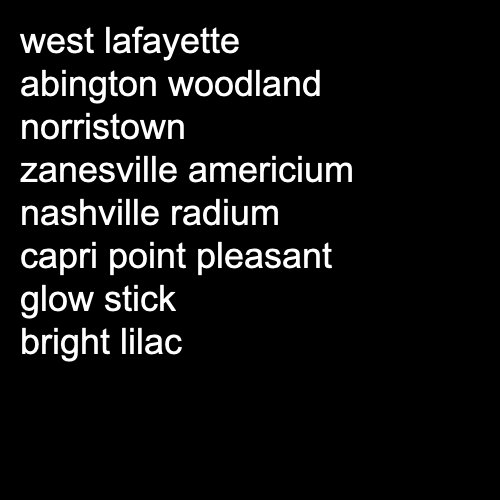 west lafayette
abington woodland
norristown
zanesville americium
nashville radium
capri point pleasant
glow stick
bright lilac